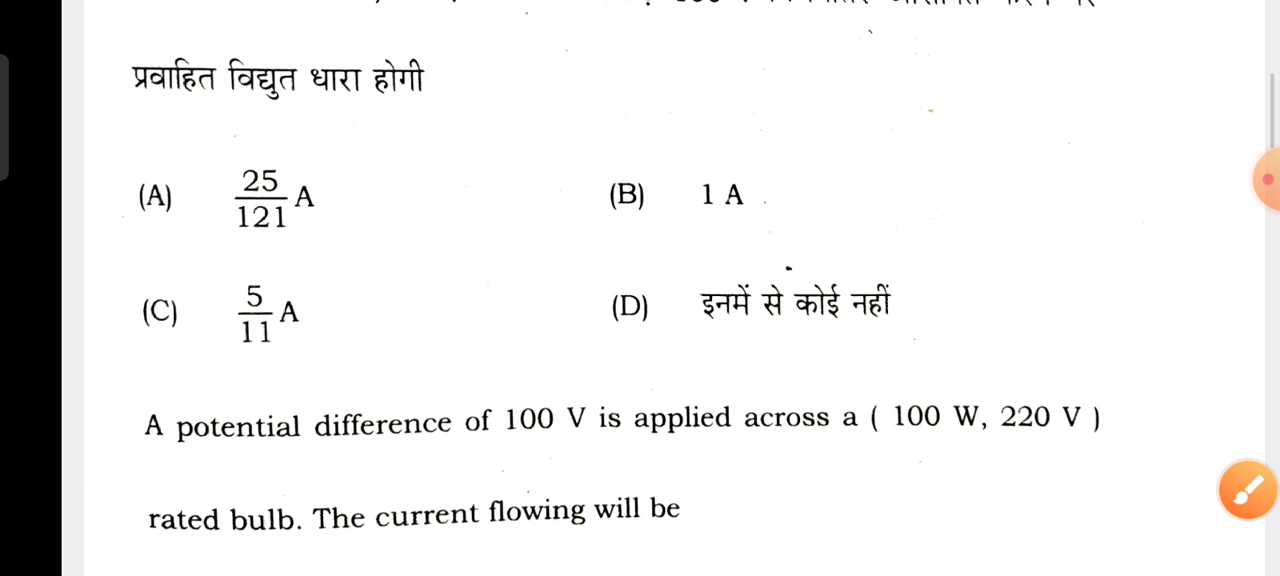 प्रवाहित विद्युत धारा होगी
(A) 25/121 A (B) 1 A
(C) 5/11 A (D) इनमें से कोई नहीं
A potential difference of 100 V is applied across a ( 100 W, 220 V )
rated bulb. The current flowing will be